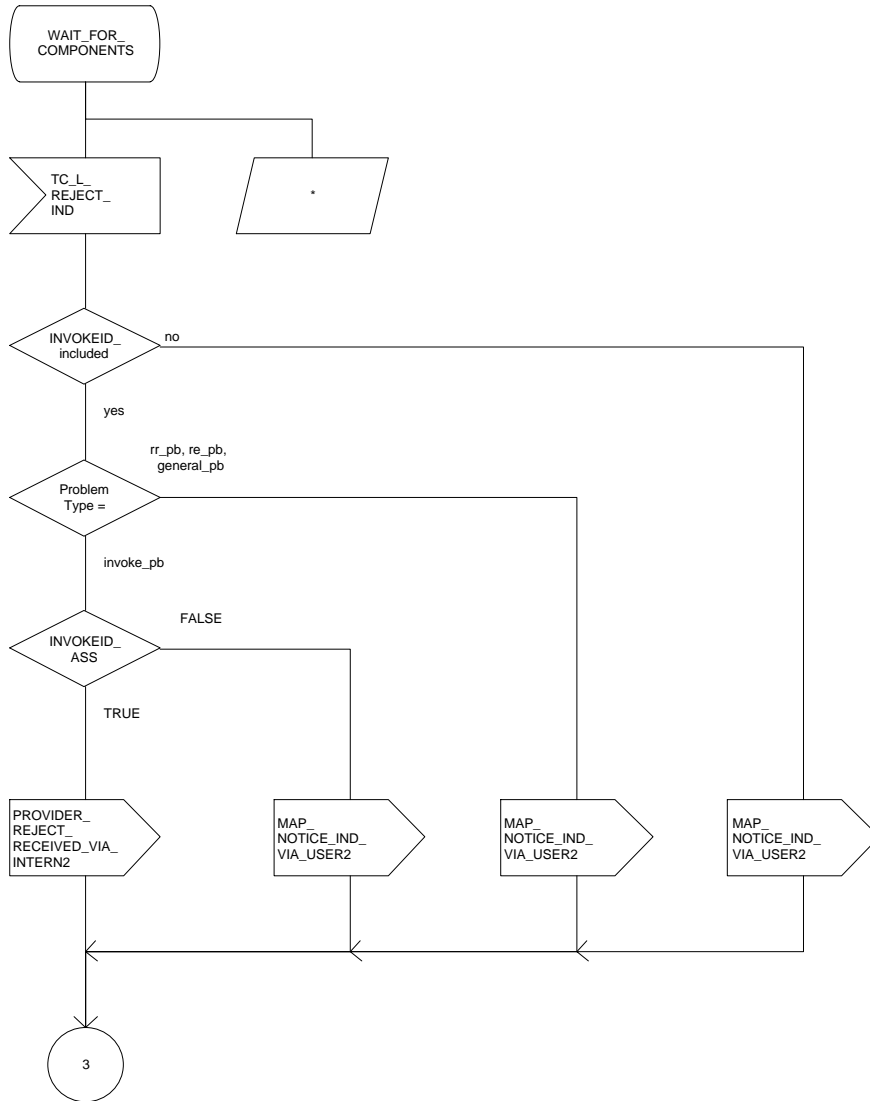 WAIT_FOR_
COMPONENTS
TC_L_
REJECT_
IND
*
INVOKEID_
included
no
yes
rr_pb, re_pb,
general_pb
Problem
Type =
invoke_pb
FALSE
INVOKEID_
ASS
TRUE
PROVIDER_
REJECT_
RECEIVED_VIA_
INTERN2
MAP_
NOTICE_IND_
VIA_USER2
MAP_
NOTICE_IND_
VIA_USER2
MAP_
NOTICE_IND_
VIA_USER2
3